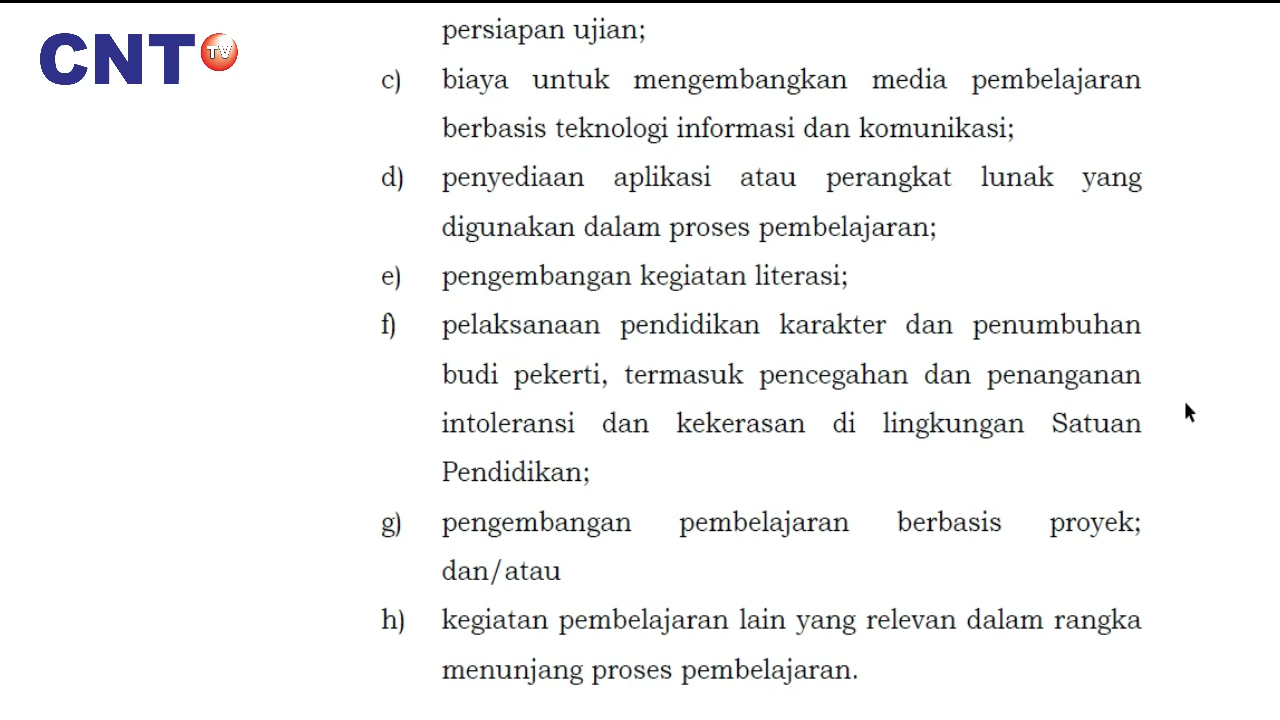 CNT TV
persiapan ujian;
c) biaya untuk mengembangkan media pembelajaran
berbasis teknologi informasi dan komunikasi;
d) penyediaan aplikasi atau perangkat lunak yang
digunakan dalam proses pembelajaran;
e) pengembangan kegiatan literasi;
f) pelaksanaan pendidikan karakter dan penumbuhan
budi pekerti, termasuk pencegahan dan penanganan
intoleransi dan kekerasan di lingkungan Satuan
Pendidikan;
g) pengembangan pembelajaran berbasis proyek;
dan/atau
h) kegiatan pembelajaran lain yang relevan dalam rangka
menunjang proses pembelajaran.